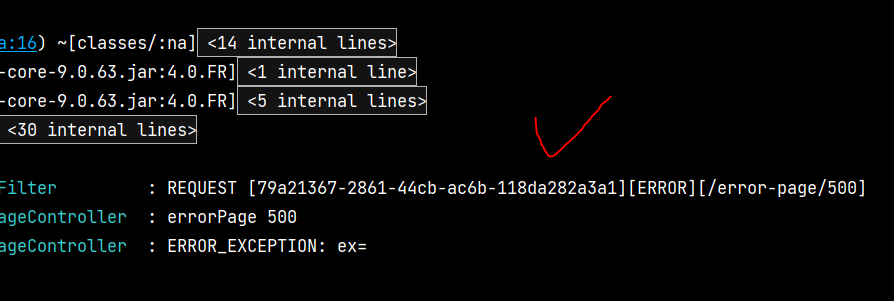 a:16) ~[classes/:na] <14 internal lines>
-core-9.0.63.jar:4.0.FR] <1 internal line>
-core-9.0.63.jar:4.0.FR] <5 internal lines>
<30 internal lines>
Filter : REQUEST [79a21367-2861-44cb-ac6b-118da282a3a1][ERROR][/error-page/500]
ageController : errorPage 500
ageController : ERROR_EXCEPTION: ex=